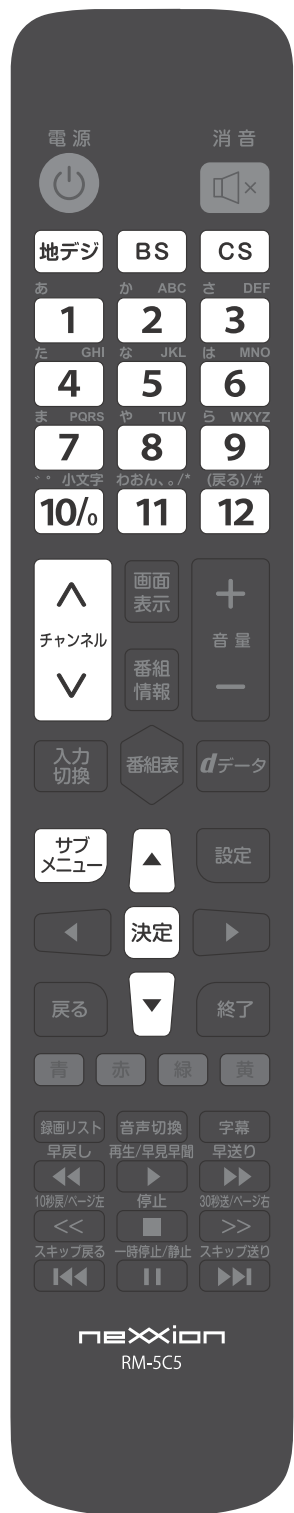 電源 消音
地デジ BS CS
あ か ABC さ DEF
1 2 3
た GHI な JKL は MNO
4 5 6
ま PQRS や TUV ら WXYZ
7 8 9
゛゜ 小文字 わおん、。/* (戻る)/#
10/0 11 12
画面
表示
チャンネル
音量
番組
情報
入力
切換
番組表
dデータ
サブ
メニュー
設定
決定
戻る 終了
青 赤 緑 黄
録画リスト 音声切換 字幕
早戻し 再生/早見早聞 早送り
10秒戻/ページ左 停止 30秒送/ページ右
<< >>
スキップ戻る 一時停止/静止 スキップ送り
neXXion
RM-5C5